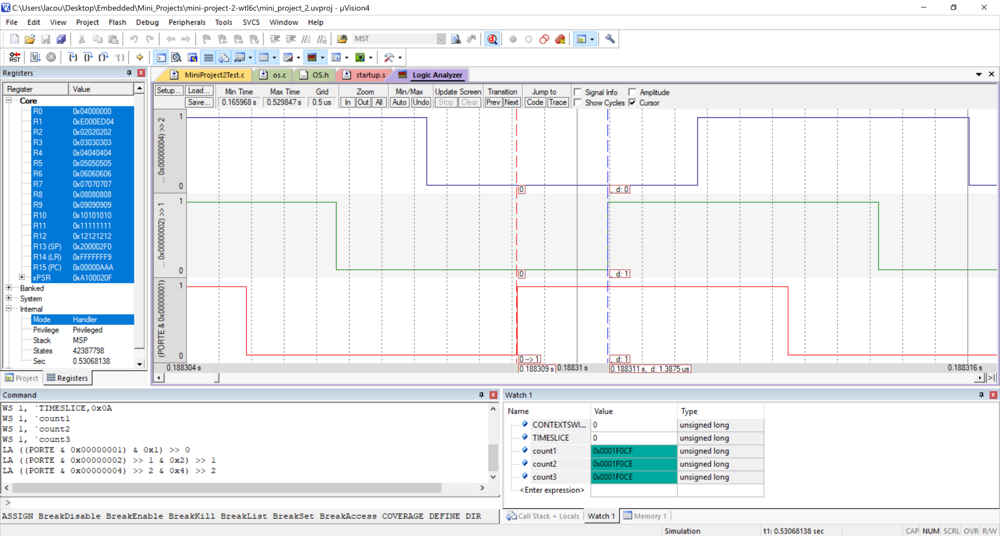 C:\Users\lacou\Desktop\Embedded\Mini_Projects\mini-project-2-wtl6c\mini_project_2.uvproj - µVision4
File Edit View Project Flash Debug Peripherals Tools SVCS Window Help
MST
RST
Registers
Register Value
Core
R0 0x04000000
R1 0xE000ED04
R2 0x02020202
R3 0x03030303
R4 0x04040404
R5 0x05050505
R6 0x06060606
R7 0x07070707
R8 0x08080808
R9 0x09090909
R10 0x10101010
R11 0x11111111
R12 0x12121212
R13 (SP) 0x200002F0
R14 (LR) 0xFFFFFFF9
R15 (PC) 0x00000AAA
xPSR 0xA100020F
Banked
System
Internal
Mode Handler
Privilege Privileged
Stack MSP
States 42387798
Sec 0.53068138
Project Registers
MiniProject2Test.c os.c OS.h startup.s Logic Analyzer
Setup... Load... Min Time Max Time Grid Zoom Min/Max Update Screen Transition Jump to Signal Info Amplitude
Save... 0.165968 s 0.529847 s 0.5 us In Out All Auto Undo Stop Clear Prev Next Code Trace Show Cycles Cursor
... 0x00000004) >> 2
1
0
0
, d: 0
... 0x00000002) >> 1
1
0
0
, d: 1
(PORTE & 0x00000001)
1
0
0 --> 1
, d: 1
0.188304 s 0.188309 s 0.18831 s 0.188311 s, d: 1.3875 us 0.188316 s
Command
WS 1, `TIMESLICE,0x0A
WS 1, `count1
WS 1, `count2
WS 1, `count3
LA ((PORTE & 0x00000001) & 0x1) >> 0
LA ((PORTE & 0x00000002) >> 1 & 0x2) >> 1
LA ((PORTE & 0x00000004) >> 2 & 0x4) >> 2
>
ASSIGN BreakDisable BreakEnable BreakKill BreakList BreakSet BreakAccess COVERAGE DEFINE DIR
Watch 1
Name Value Type
CONTEXTSWI... 0 unsigned long
TIMESLICE 0 unsigned long
count1 0x0001F0CF unsigned long
count2 0x0001F0CE unsigned long
count3 0x0001F0CE unsigned long
<Enter expression>
Call Stack + Locals Watch 1 Memory 1
Simulation t1: 0.53068138 sec CAP NUM SCRL OVR R/W